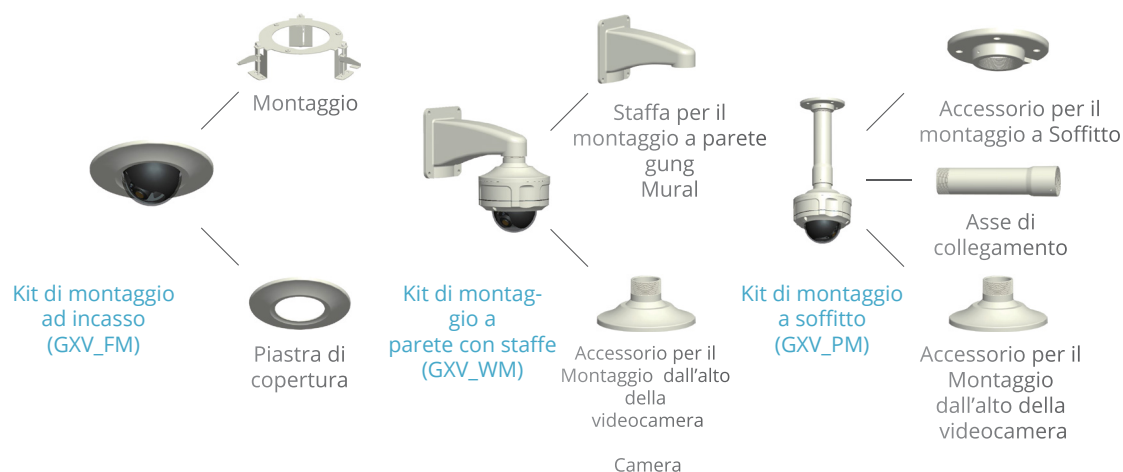 Montaggio
Kit di montaggio
ad incasso
(GXV_FM)
Piastra di
copertura
Staffa per il
montaggio a parete
gung
Mural
Kit di montag-
gio a
parete con staffe
(GXV_WM)
Accessorio per il
Montaggio dall'alto
della
videocamera
Camera
Accessorio per il
montaggio a Soffitto
Asse di
collegamento
Kit di montaggio
a soffitto
(GXV_PM)
Accessorio per il
Montaggio
dall'alto della
videocamera